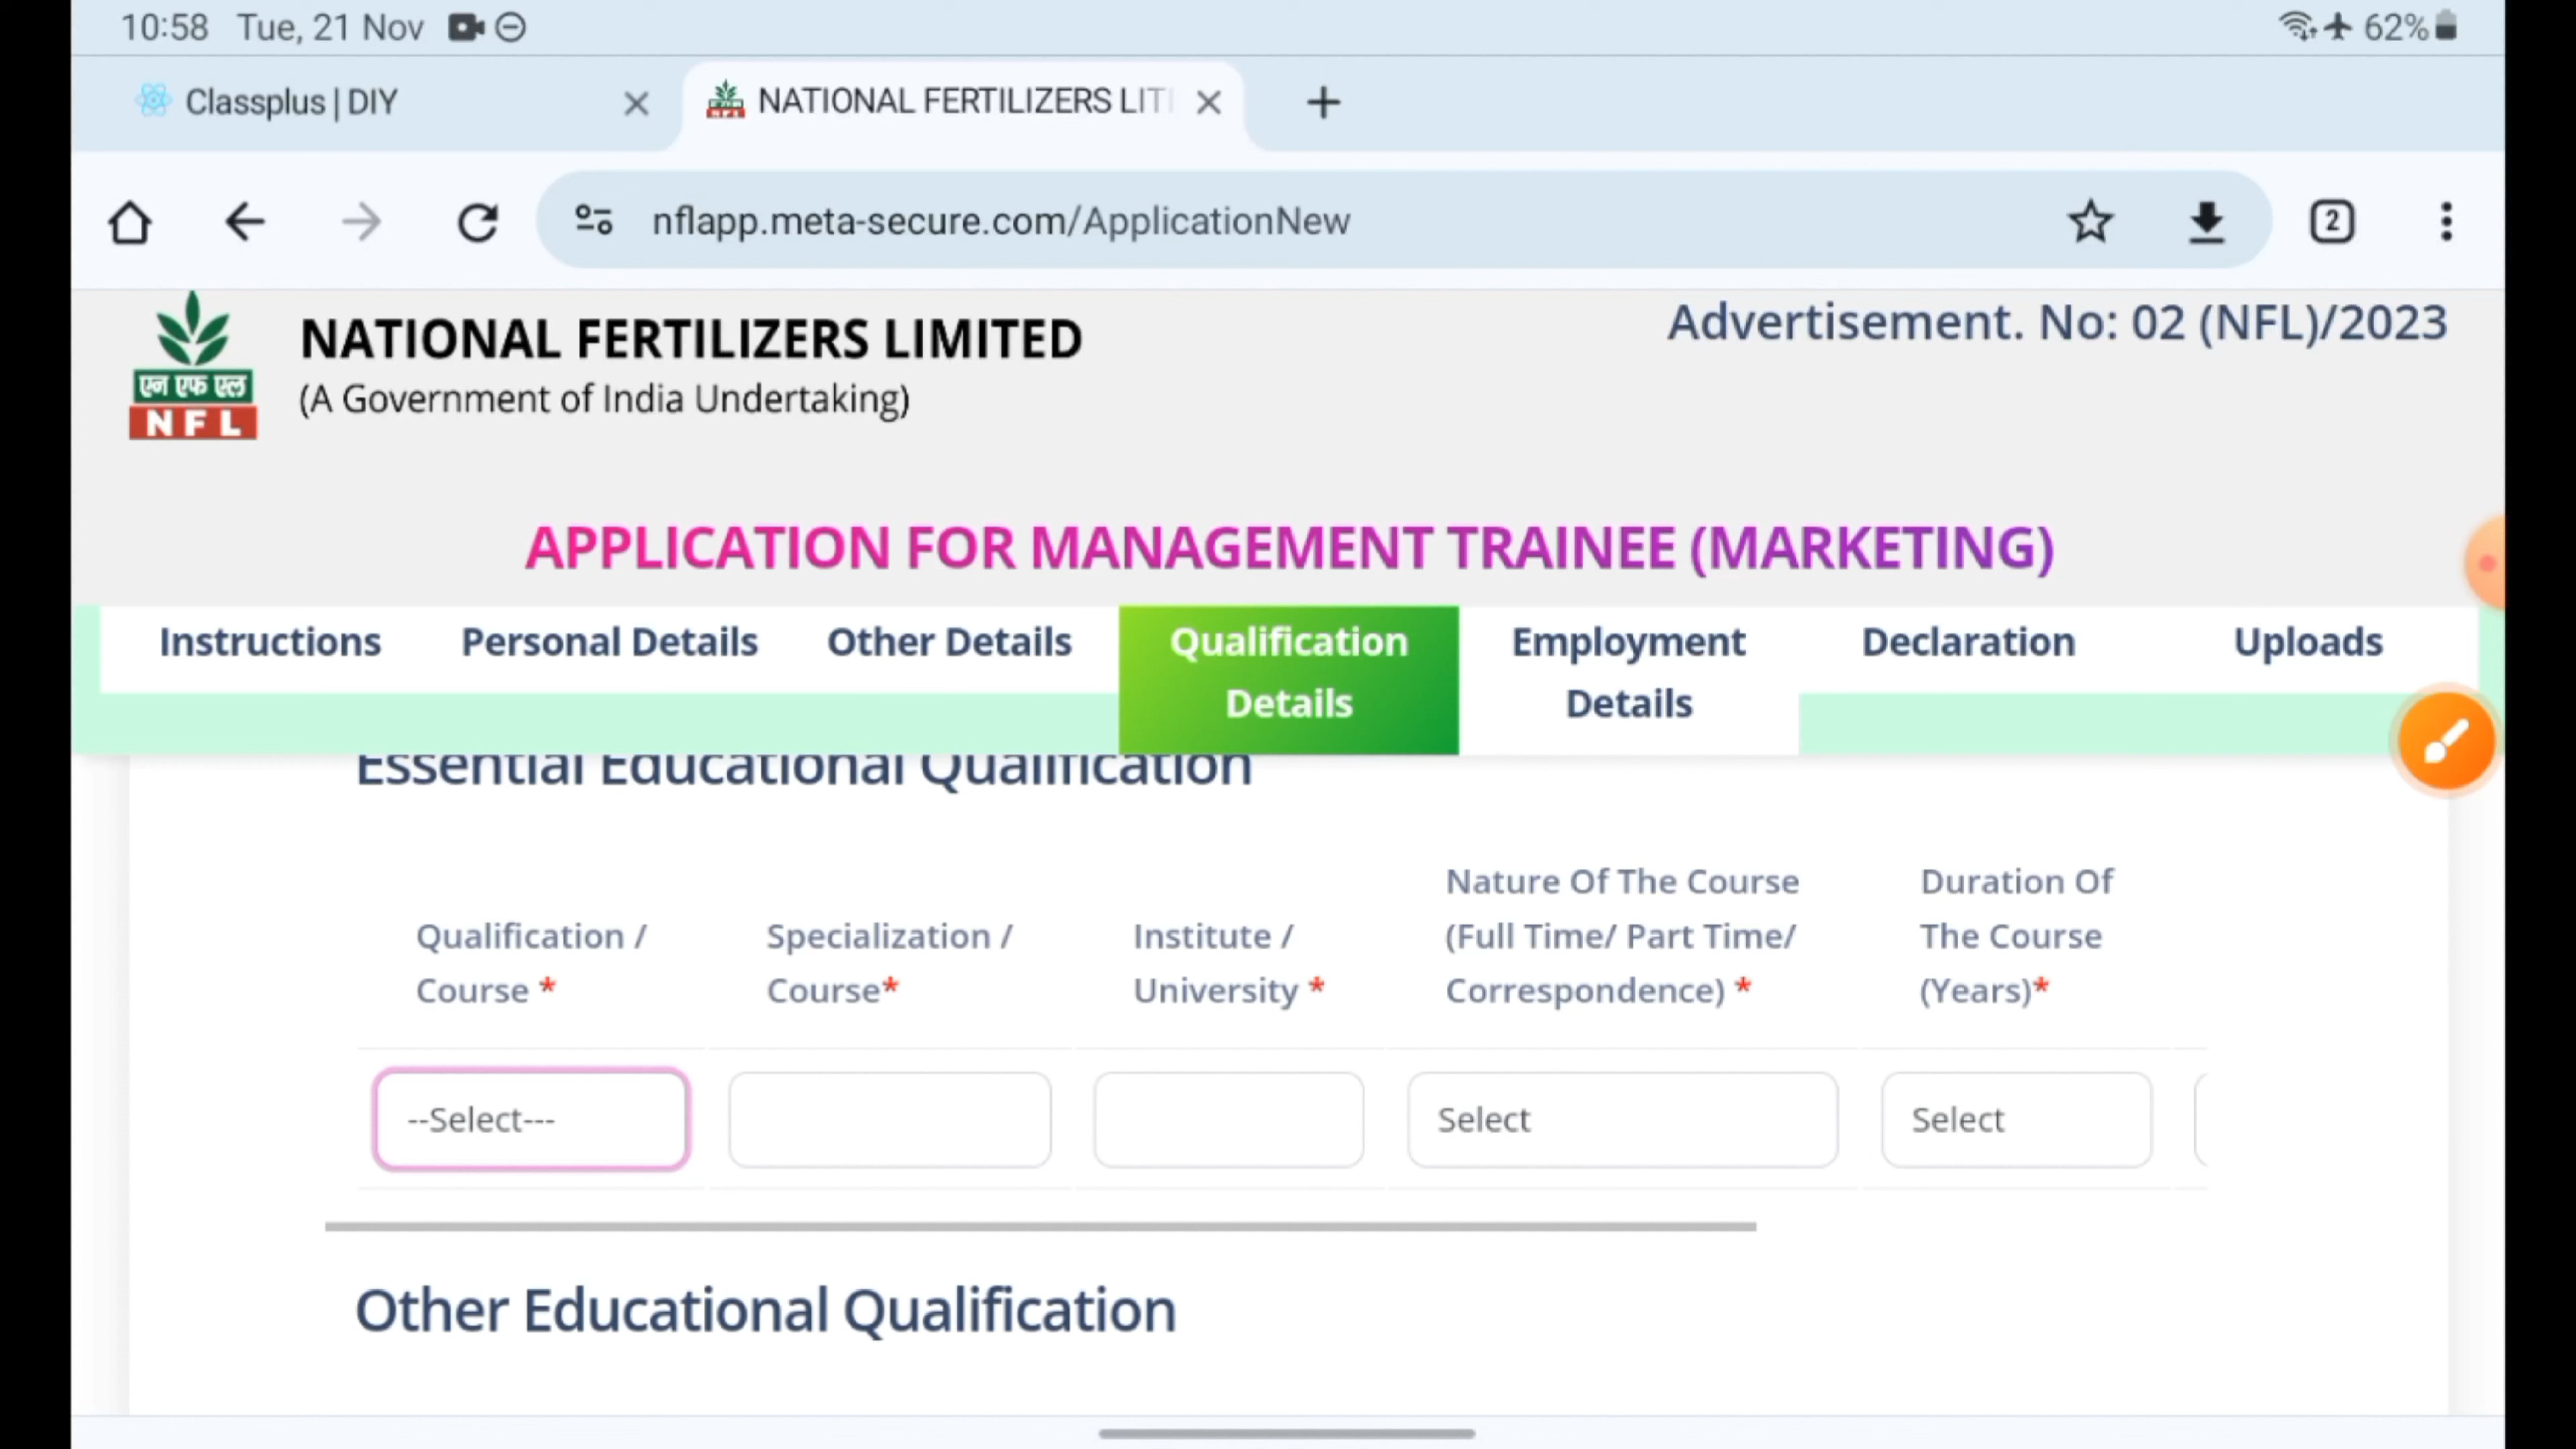 10:58 Tue, 21 Nov 62%
Classplus | DIY NATIONAL FERTILIZERS LIT
nflapp.meta-secure.com/ApplicationNew 2
NATIONAL FERTILIZERS LIMITED
(A Government of India Undertaking)
Advertisement. No: 02 (NFL)/2023
एन एफ एल
NFL
APPLICATION FOR MANAGEMENT TRAINEE (MARKETING)
Instructions Personal Details Other Details Qualification Details Employment Details Declaration Uploads
Essential Educational Qualification
Qualification / Course *
Specialization / Course*
Institute / University *
Nature Of The Course (Full Time/ Part Time/ Correspondence) *
Duration Of The Course (Years)*
--Select--- Select Select
Other Educational Qualification